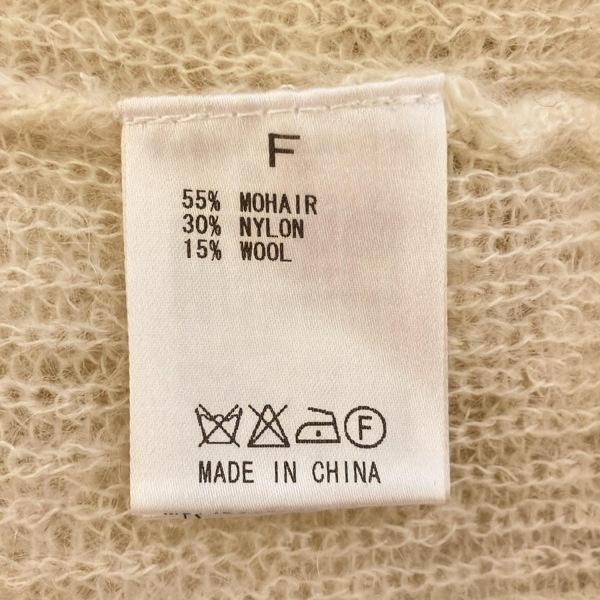 F
55% MOHAIR
30% NYLON
15% WOOL
F
MADE IN CHINA